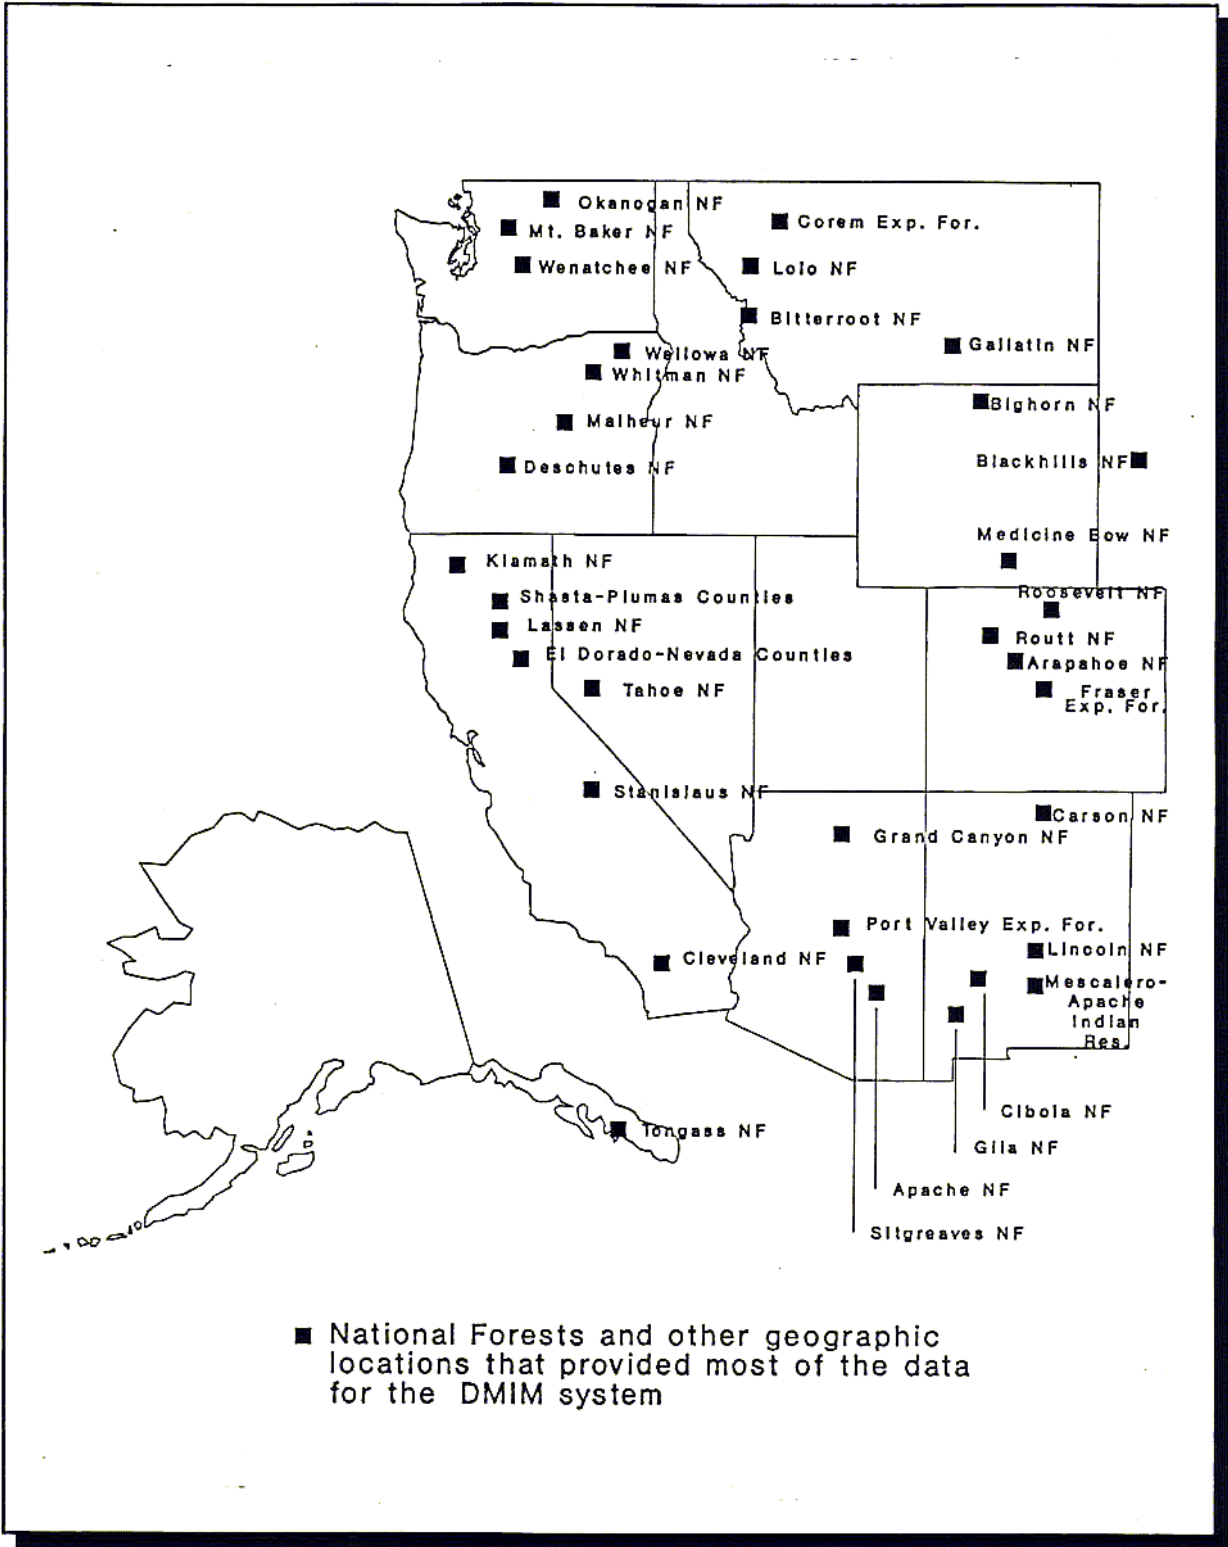 Okanogan NF
Mt. Baker NF
Wenatchee NF
Corem Exp. For.
Lolo NF
Bitterroot NF
Gallatin NF
Wellowa NF
Whitman NF
Malheur NF
Deschutes NF
Bighorn NF
Blackhills NF
Medicine Bow NF
Klamath NF
Shasta-Plumas Counties
Lassen NF
El Dorado-Nevada Counties
Tahoe NF
Stanislaus NF
Roosevelt NF
Routt NF
Arapahoe NF
Fraser
Exp. For.
Carson NF
Grand Canyon NF
Port Valley Exp. For.
Cleveland NF
Lincoln NF
Mescalero-
Apache
Indian
Res.
Cibola NF
Tongass NF
Gila NF
Apache NF
Sitgreaves NF
National Forests and other geographic
locations that provided most of the data
for the DMIM system